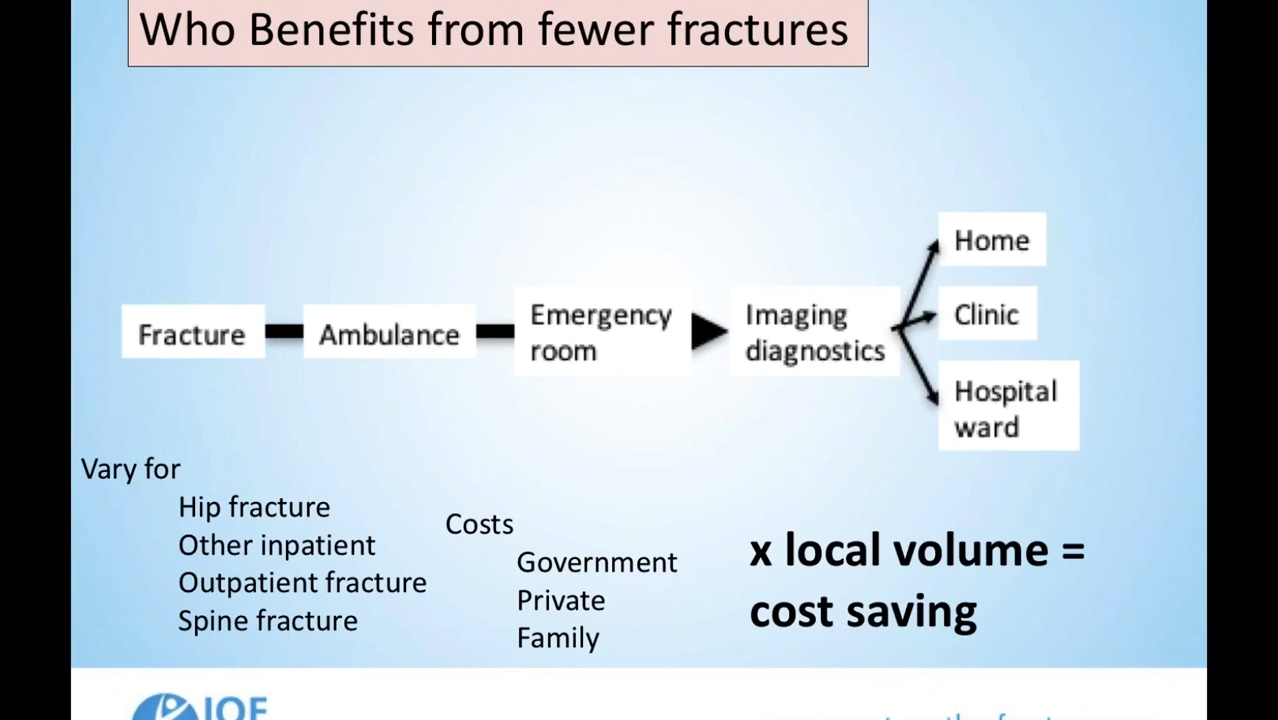 Who Benefits from fewer fractures
Fracture
Ambulance
Emergency
room
Imaging
diagnostics
Home
Clinic
Hospital
ward
Vary for
Hip fracture
Other inpatient
Outpatient fracture
Spine fracture
Costs
Government
Private
Family
x local volume =
cost saving
IOF